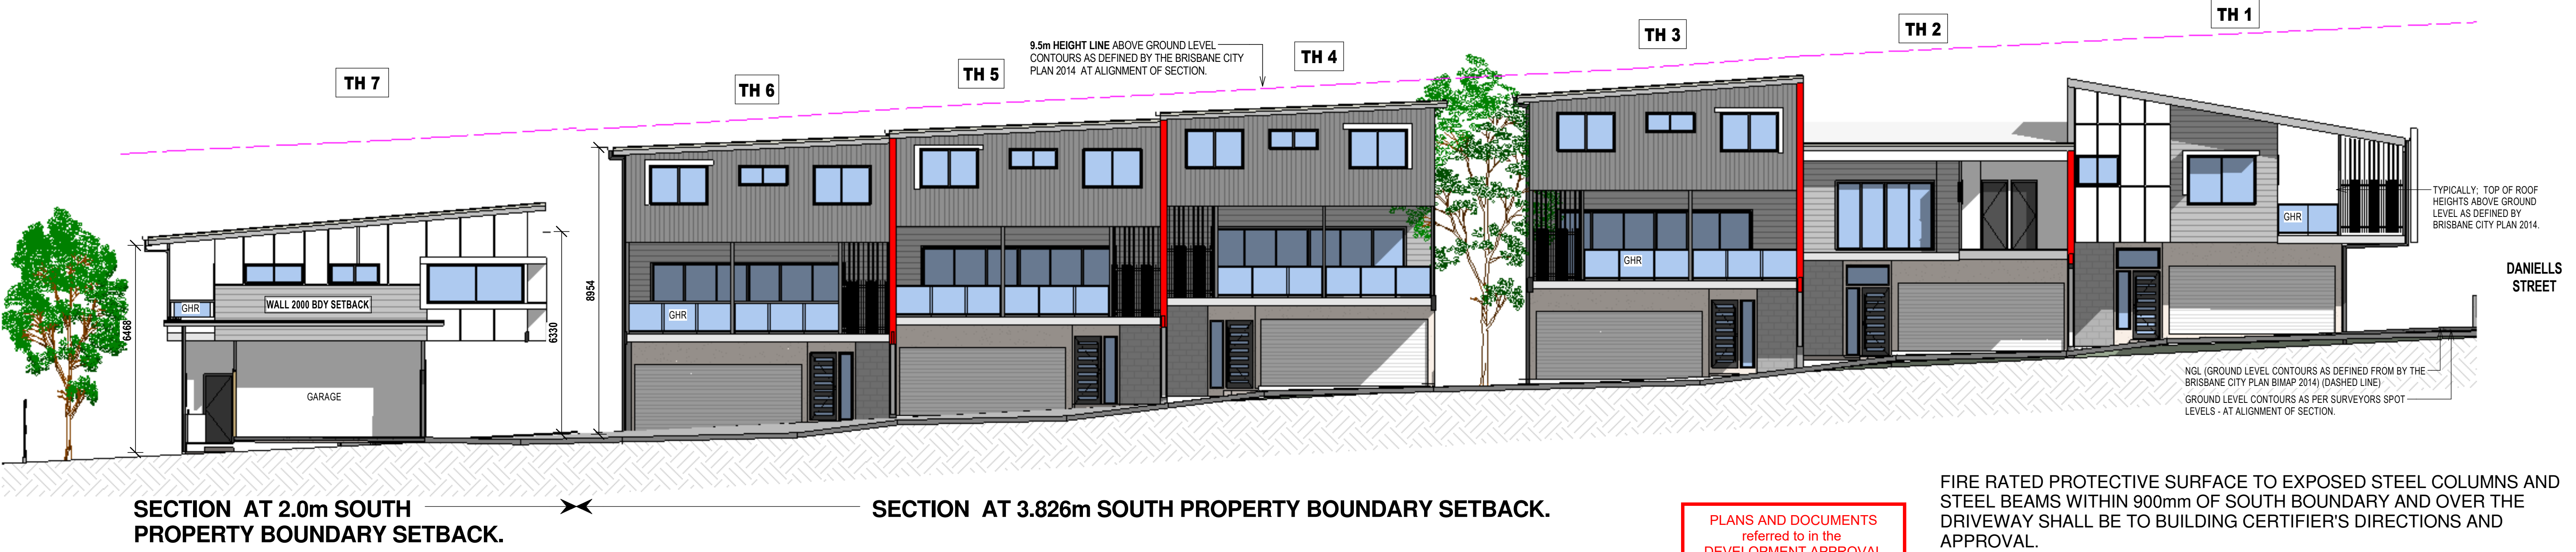 TH 7
TH 6
TH 5
9.5m HEIGHT LINE ABOVE GROUND LEVEL
CONTOURS AS DEFINED BY THE BRISBANE CITY
PLAN 2014 AT ALIGNMENT OF SECTION.
TH 4
TH 3
TH 2
TH 1
TYPICALLY; TOP OF ROOF
HEIGHTS ABOVE GROUND
LEVEL AS DEFINED BY
BRISBANE CITY PLAN 2014.
DANIELLS
STREET
GHR
WALL 2000 BDY SETBACK
6468
GARAGE
6330
8954
GHR
GHR
GHR
NGL (GROUND LEVEL CONTOURS AS DEFINED FROM BY THE
BRISBANE CITY PLAN BIMAP 2014) (DASHED LINE)
GROUND LEVEL CONTOURS AS PER SURVEYORS SPOT
LEVELS - AT ALIGNMENT OF SECTION.
SECTION AT 2.0m SOUTH
PROPERTY BOUNDARY SETBACK.
SECTION AT 3.826m SOUTH PROPERTY BOUNDARY SETBACK.
PLANS AND DOCUMENTS
referred to in the
DEVELOPMENT APPROVAL
FIRE RATED PROTECTIVE SURFACE TO EXPOSED STEEL COLUMNS AND
STEEL BEAMS WITHIN 900mm OF SOUTH BOUNDARY AND OVER THE
DRIVEWAY SHALL BE TO BUILDING CERTIFIER'S DIRECTIONS AND
APPROVAL.